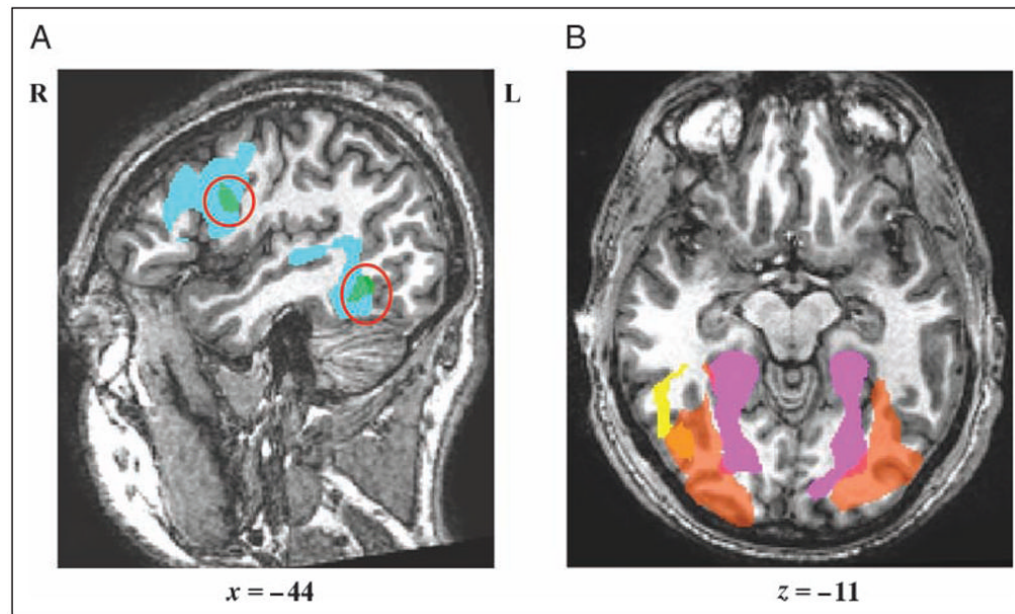 A
B
R
L
x = –44
z = –11